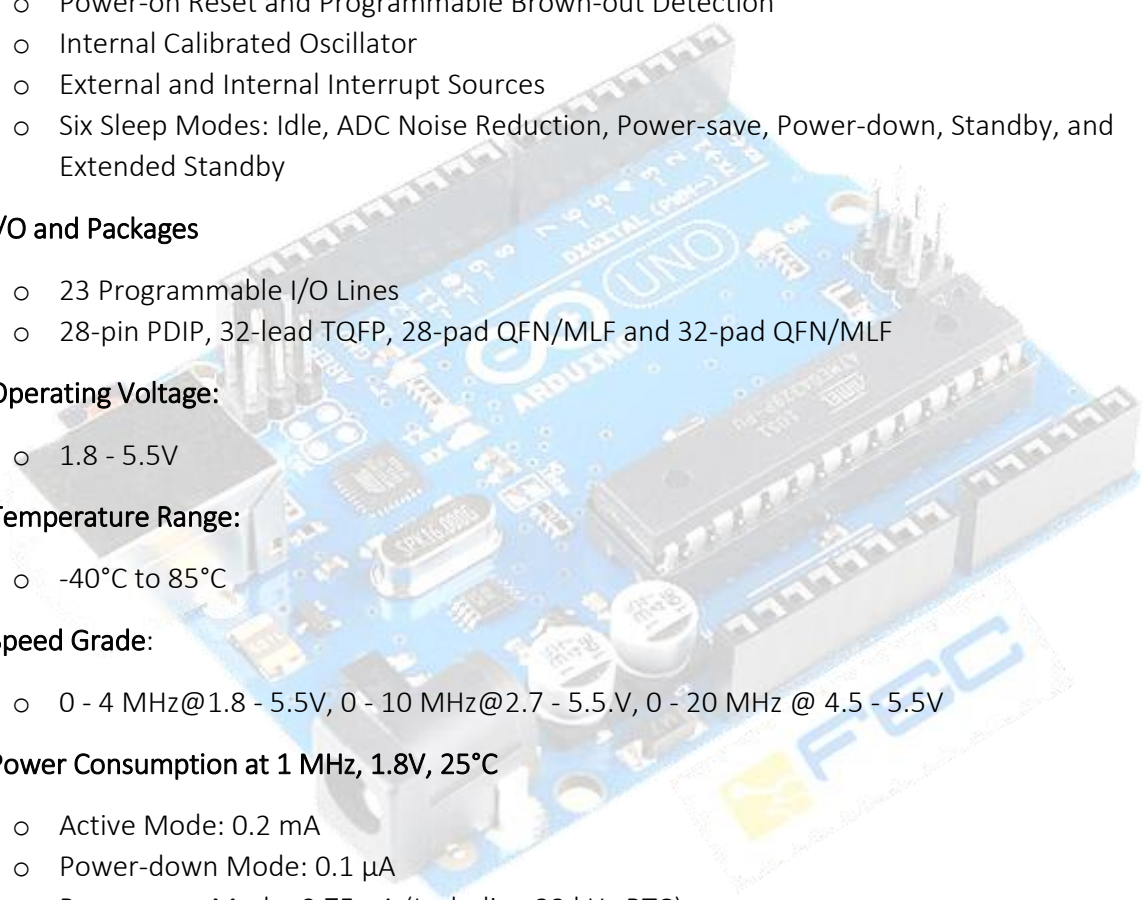 o Power-on Reset and Programmable Brown-out Detection
o Internal Calibrated Oscillator
o External and Internal Interrupt Sources
o Six Sleep Modes: Idle, ADC Noise Reduction, Power-save, Power-down, Standby, and
Extended Standby
/O and Packages
o 23 Programmable I/O Lines
o 28-pin PDIP, 32-lead TQFP, 28-pad QFN/MLF and 32-pad QFN/MLF
Operating Voltage:
o 1.8 - 5.5V
Temperature Range:
o -40°C to 85°C
Speed Grade:
o 0 - 4 MHz@1.8 - 5.5V, 0 - 10 MHz@2.7 - 5.5.V, 0 - 20 MHz @ 4.5 - 5.5V
Power Consumption at 1 MHz, 1.8V, 25°C
o Active Mode: 0.2 mA
o Power-down Mode: 0.1 μA
DIGITAL (PWM~)
UNO
ARDUINO
SPK16.000G
FEC